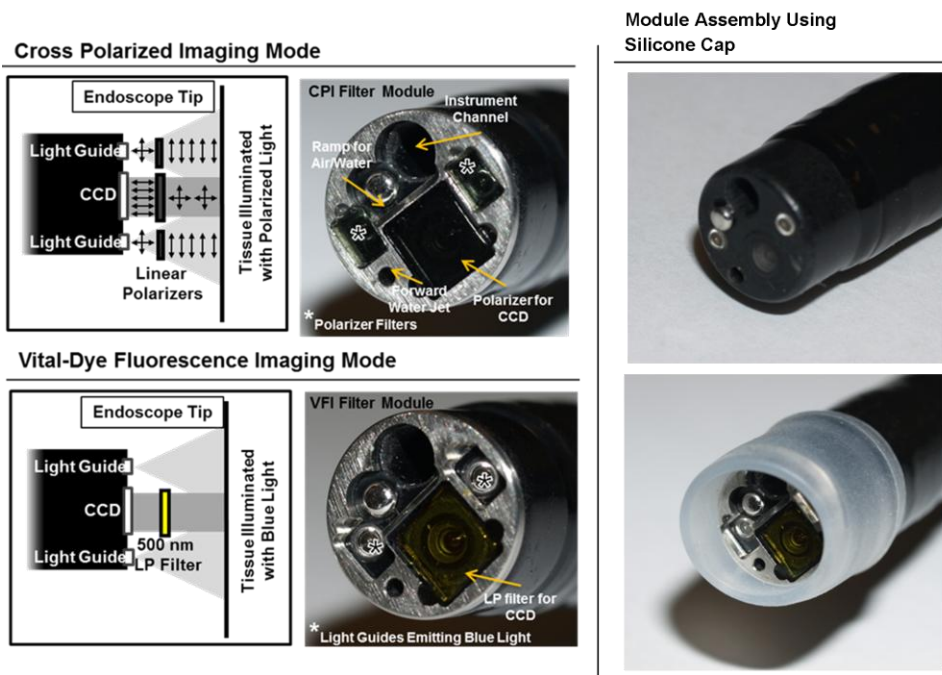 Cross Polarized Imaging Mode
Endoscope Tip
Light Guide
CCD
Light Guide
Linear
Polarizers
Tissue Illuminated
with Polarized Light
CPI Filter Module
Instrument
Channel
Ramp for
Air/Water
*
*
Forward
Water Jet
Polarizer for
CCD
*Polarizer Filters
Vital-Dye Fluorescence Imaging Mode
Endoscope Tip
Light Guide
CCD
Light Guide
500 nm
LP Filter
Tissue Illuminated
with Blue Light
VFI Filter Module
*
*
LP filter for
CCD
*Light Guides Emitting Blue Light
Module Assembly Using
Silicone Cap